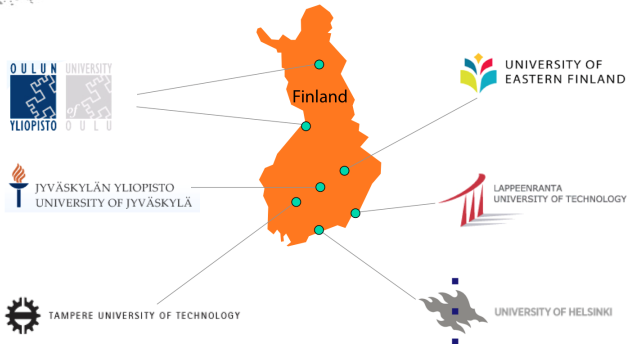 OULUN UNIVERSITY
YLIOPISTO OULU
Finland
UNIVERSITY OF
EASTERN FINLAND
JYVÄSKYLÄN YLIOPISTO
UNIVERSITY OF JYVÄSKYLÄ
LAPPEENRANTA
UNIVERSITY OF TECHNOLOGY
TAMPERE UNIVERSITY OF TECHNOLOGY
UNIVERSITY OF HELSINKI